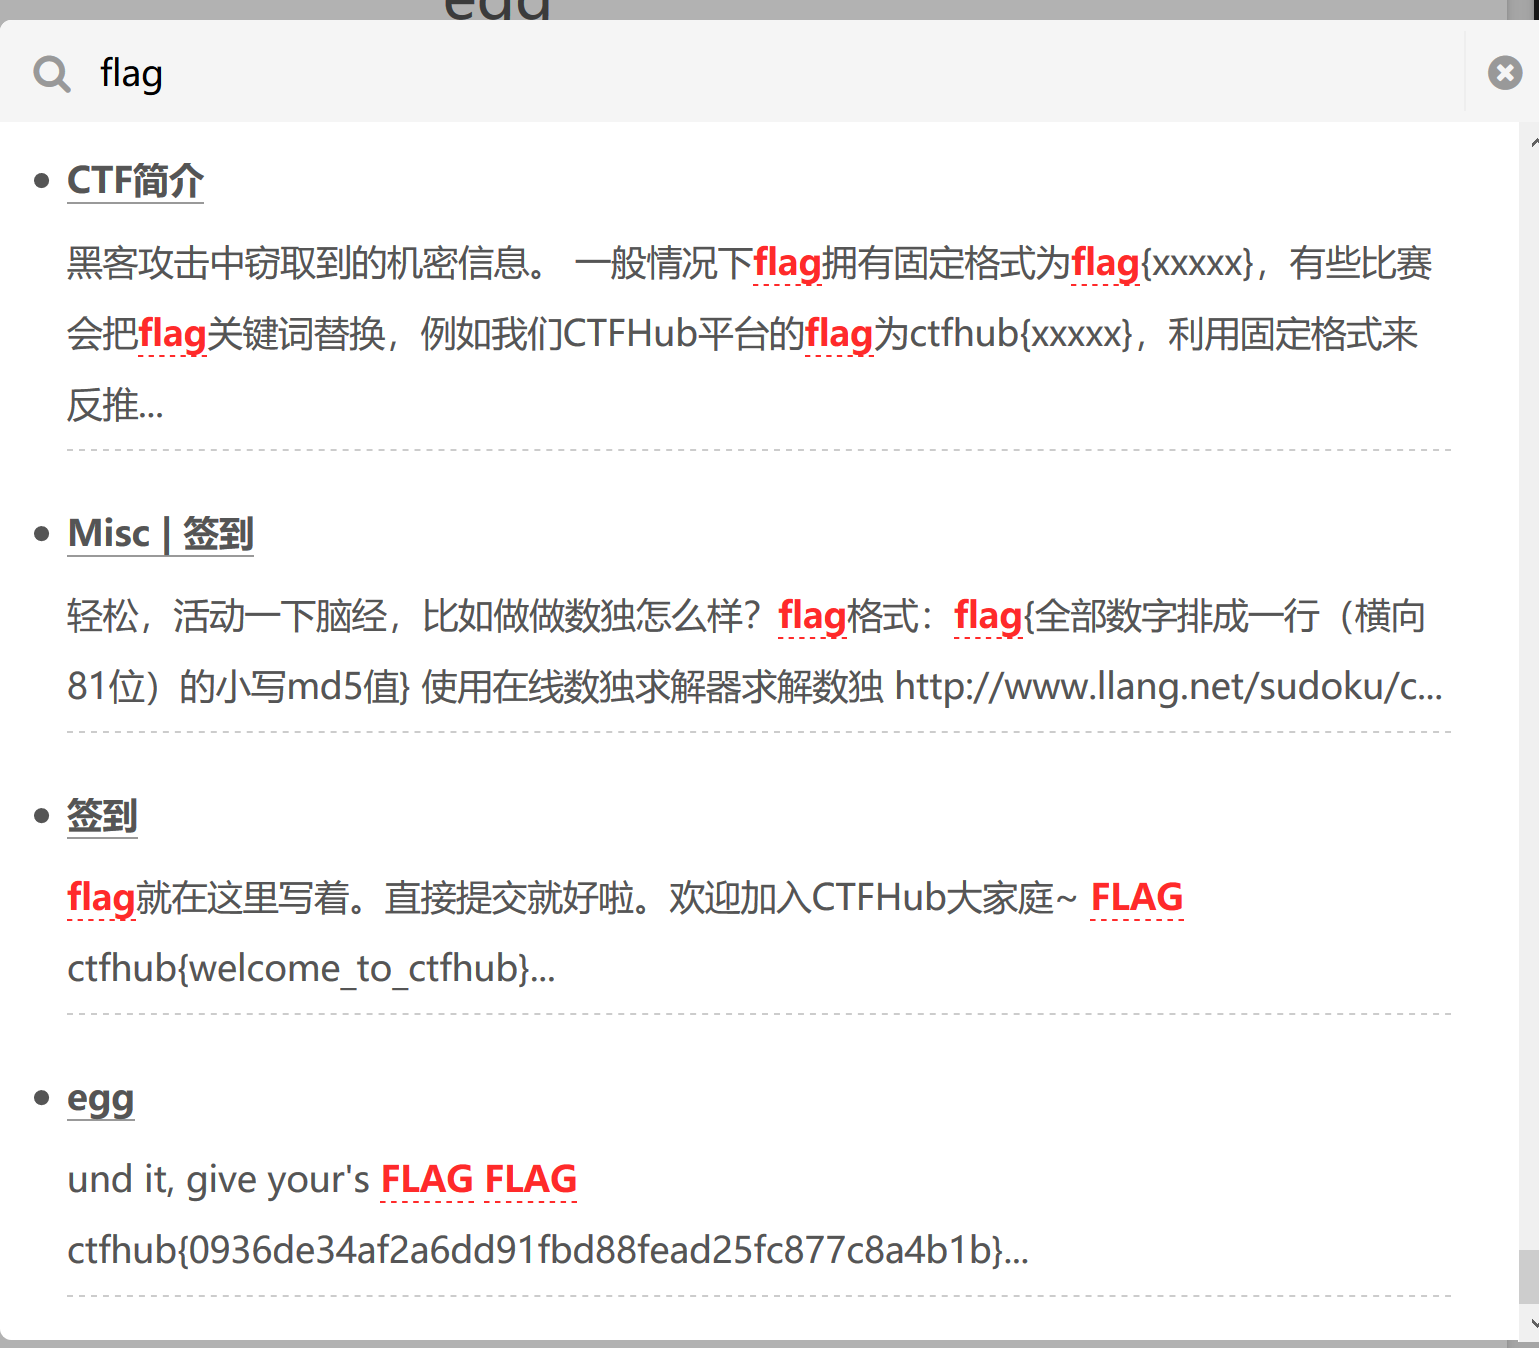 egg
flag
CTF简介
黑客攻击中窃取到的机密信息。 一般情况下flag拥有固定格式为flag{xxxxx}，有些比赛
会把flag关键词替换，例如我们CTFHub平台的flag为ctfhub{xxxxx}，利用固定格式来
反推...
Misc | 签到
轻松，活动一下脑经，比如做做数独怎么样？flag格式：flag{全部数字排成一行（横向
81位）的小写md5值} 使用在线数独求解器求解数独 http://www.llang.net/sudoku/c...
签到
flag就在这里写着。直接提交就好啦。欢迎加入CTFHub大家庭~ FLAG
ctfhub{welcome_to_ctfhub}...
egg
und it, give your's FLAG FLAG
ctfhub{0936de34af2a6dd91fbd88fead25fc877c8a4b1b}...